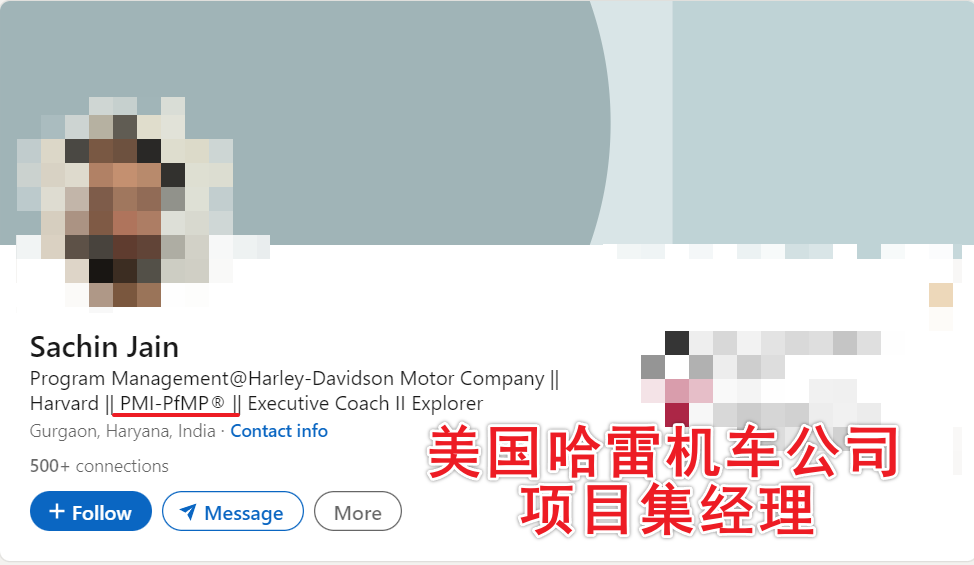 Sachin Jain
Program Management@Harley-Davidson Motor Company ||
Harvard || PMI-PfMP® || Executive Coach II Explorer
Gurgaon, Haryana, India · Contact info
500+ connections
+ Follow
Message
More
美国哈雷机车公司
项目集经理